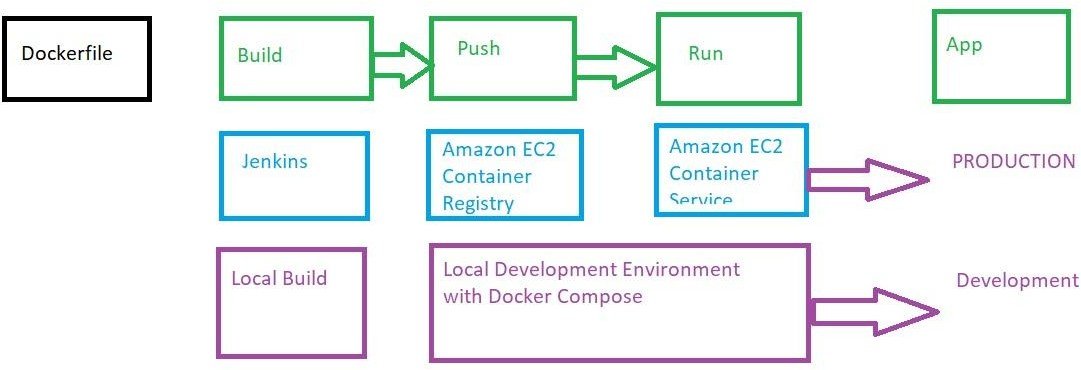 Dockerfile
Build
Push
Run
App
Jenkins
Amazon EC2
Container
Registry
Amazon EC2
Container
Service
PRODUCTION
Local Build
Local Development Environment
with Docker Compose
Development